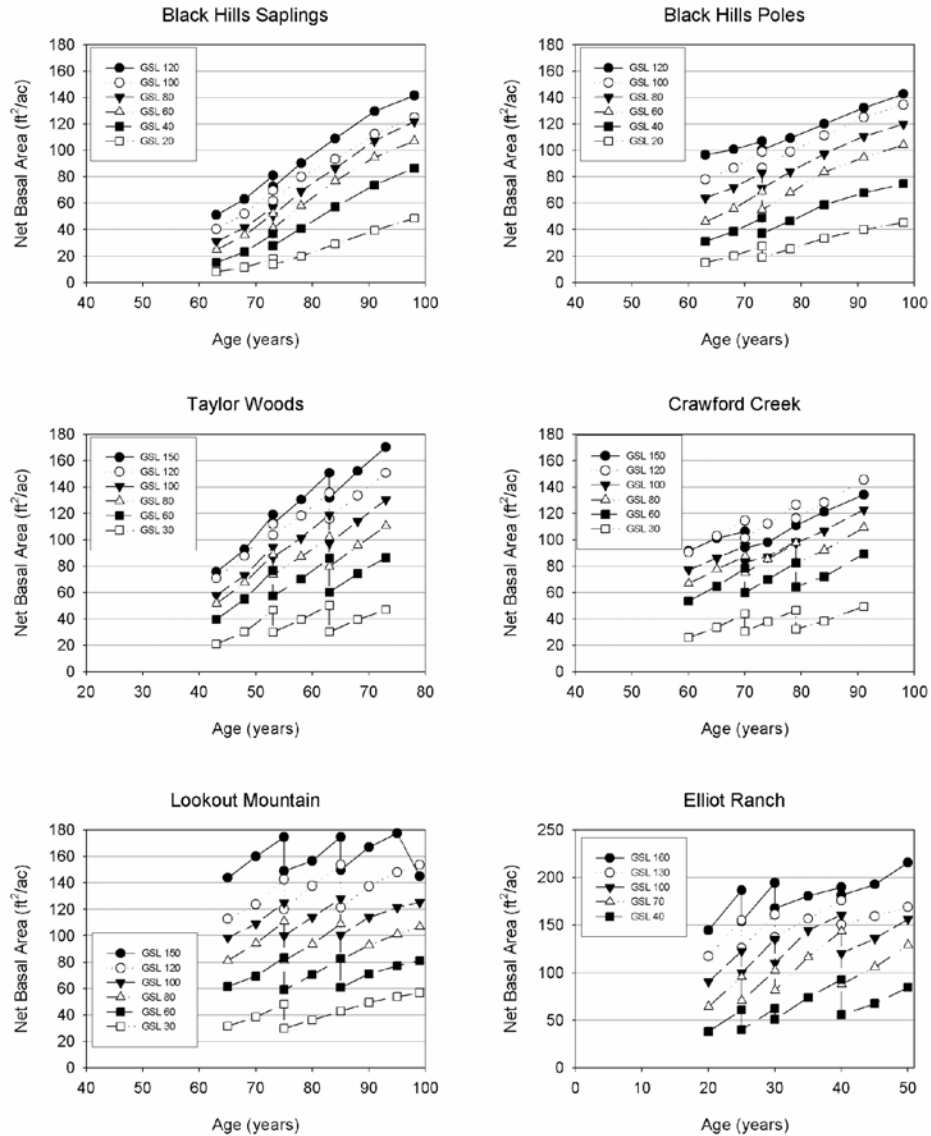 Black Hills Saplings
Net Basal Area (ft²/ac)
180
160
140
120
100
80
60
40
20
0
GSL 120
GSL 100
GSL 80
GSL 60
GSL 40
GSL 20
40 50 60 70 80 90 100
Age (years)
Black Hills Poles
Net Basal Area (ft²/ac)
180
160
140
120
100
80
60
40
20
0
GSL 120
GSL 100
GSL 80
GSL 60
GSL 40
GSL 20
40 50 60 70 80 90 100
Age (years)
Taylor Woods
Net Basal Area (ft²/ac)
180
160
140
120
100
80
60
40
20
0
GSL 150
GSL 120
GSL 100
GSL 80
GSL 60
GSL 30
20 30 40 50 60 70 80
Age (years)
Crawford Creek
Net Basal Area (ft²/ac)
180
160
140
120
100
80
60
40
20
0
GSL 150
GSL 120
GSL 100
GSL 80
GSL 60
GSL 30
40 50 60 70 80 90 100
Age (years)
Lookout Mountain
Net Basal Area (ft²/ac)
180
160
140
120
100
80
60
40
20
0
GSL 150
GSL 120
GSL 100
GSL 80
GSL 60
GSL 30
40 50 60 70 80 90 100
Age (years)
Elliot Ranch
Net Basal Area (ft²/ac)
250
200
150
100
50
0
GSL 160
GSL 130
GSL 100
GSL 70
GSL 40
0 10 20 30 40 50
Age (years)